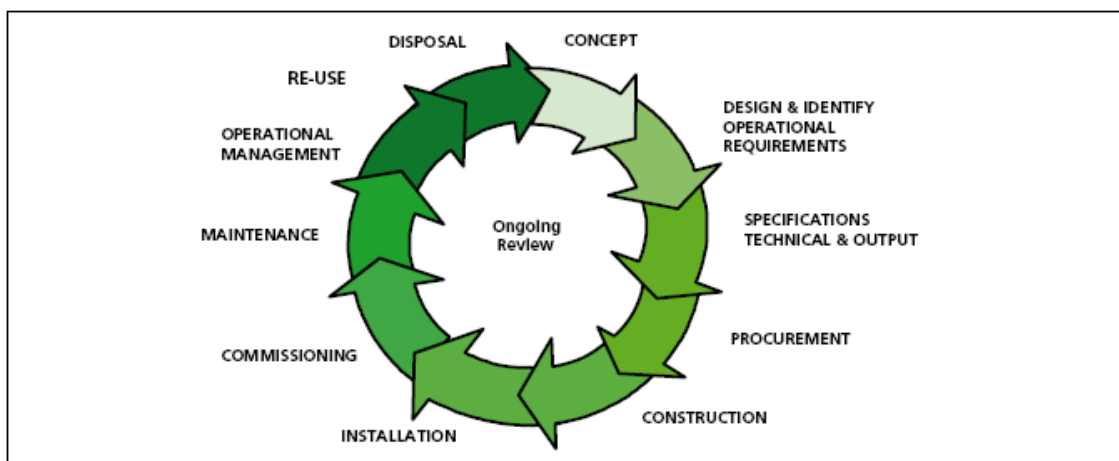 DISPOSAL
CONCEPT
RE-USE
DESIGN & IDENTIFY
OPERATIONAL
REQUIREMENTS
OPERATIONAL
MANAGEMENT
SPECIFICATIONS
TECHNICAL & OUTPUT
Ongoing
Review
MAINTENANCE
PROCUREMENT
COMMISSIONING
CONSTRUCTION
INSTALLATION